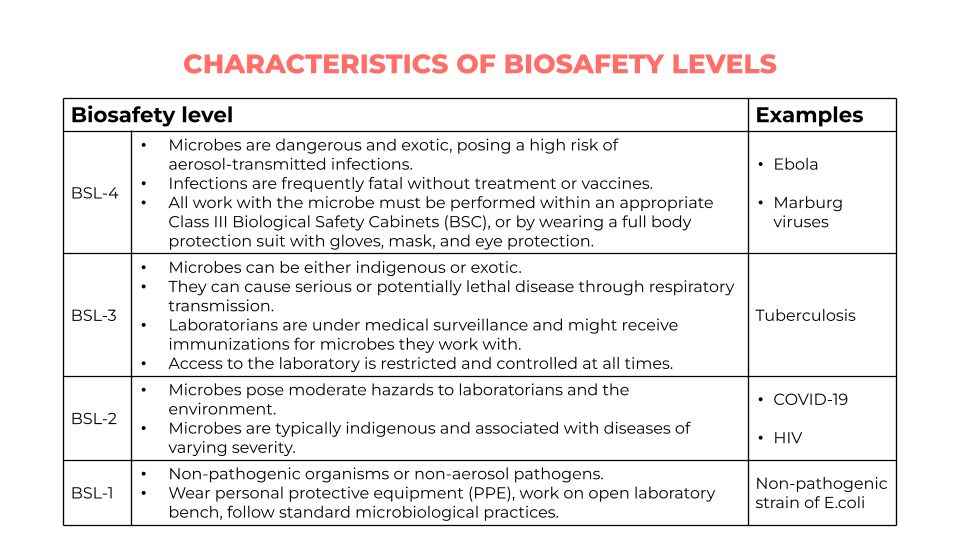 CHARACTERISTICS OF BIOSAFETY LEVELS
Biosafety level
Examples
BSL-4
• Microbes are dangerous and exotic, posing a high risk of
aerosol-transmitted infections.
• Infections are frequently fatal without treatment or vaccines.
• All work with the microbe must be performed within an appropriate
Class III Biological Safety Cabinets (BSC), or by wearing a full body
protection suit with gloves, mask, and eye protection.
• Ebola
• Marburg
viruses
BSL-3
• Microbes can be either indigenous or exotic.
• They can cause serious or potentially lethal disease through respiratory
transmission.
• Laboratorians are under medical surveillance and might receive
immunizations for microbes they work with.
• Access to the laboratory is restricted and controlled at all times.
Tuberculosis
BSL-2
• Microbes pose moderate hazards to laboratorians and the
environment.
• Microbes are typically indigenous and associated with diseases of
varying severity.
• COVID-19
• HIV
BSL-1
• Non-pathogenic organisms or non-aerosol pathogens.
• Wear personal protective equipment (PPE), work on open laboratory
bench, follow standard microbiological practices.
Non-pathogenic
strain of E.coli